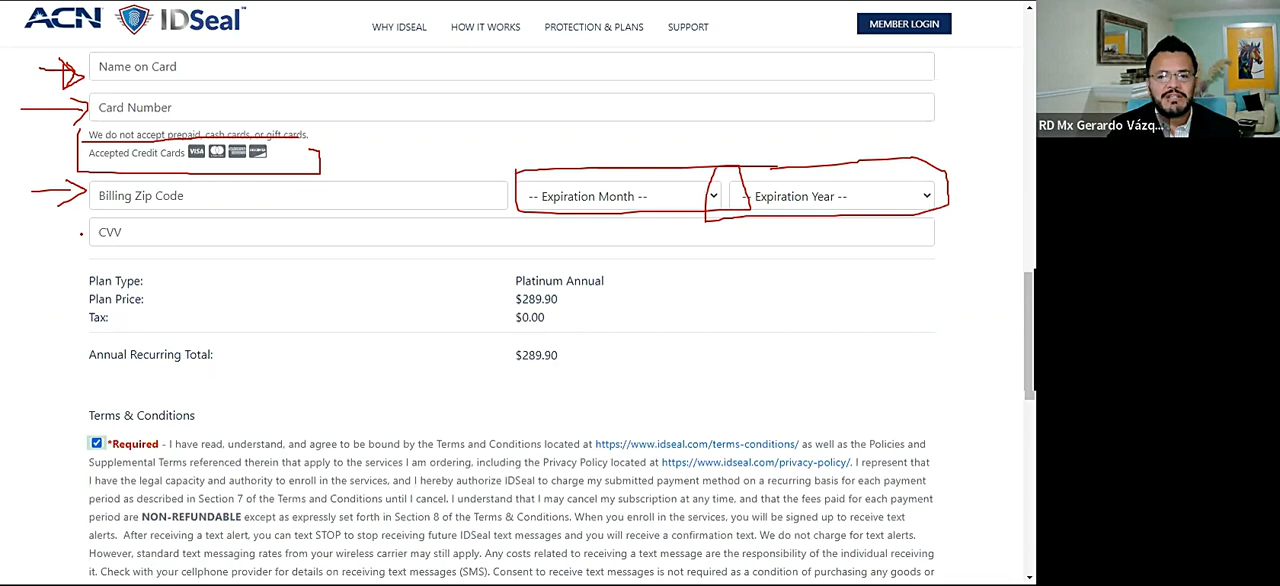 ACN IDSeal
WHY IDSEAL HOW IT WORKS PROTECTION & PLANS SUPPORT MEMBER LOGIN
Name on Card
Card Number
We do not accept prepaid, cash cards, or gift cards.
Accepted Credit Cards VISA
Billing Zip Code -- Expiration Month -- -- Expiration Year --
CVV
Plan Type: Platinum Annual
Plan Price: $289.90
Tax: $0.00
Annual Recurring Total: $289.90
Terms & Conditions
*Required - I have read, understand, and agree to be bound by the Terms and Conditions located at https://www.idseal.com/terms-conditions/ as well as the Policies and
Supplemental Terms referenced therein that apply to the services I am ordering, including the Privacy Policy located at https://www.idseal.com/privacy-policy/. I represent that
I have the legal capacity and authority to enroll in the services, and I hereby authorize IDSeal to charge my submitted payment method on a recurring basis for each payment
period as described in Section 7 of the Terms and Conditions until I cancel. I understand that I may cancel my subscription at any time, and that the fees paid for each payment
period are NON-REFUNDABLE except as expressly set forth in Section 8 of the Terms & Conditions. When you enroll in the services, you will be signed up to receive text
alerts. After receiving a text alert, you can text STOP to stop receiving future IDSeal text messages and you will receive a confirmation text. We do not charge for text alerts.
However, standard text messaging rates from your wireless carrier may still apply. Any costs related to receiving a text message are the responsibility of the individual receiving
it. Check with your cellphone provider for details on receiving text messages (SMS). Consent to receive text messages is not required as a condition of purchasing any goods or
RD Mx Gerardo Vázq...